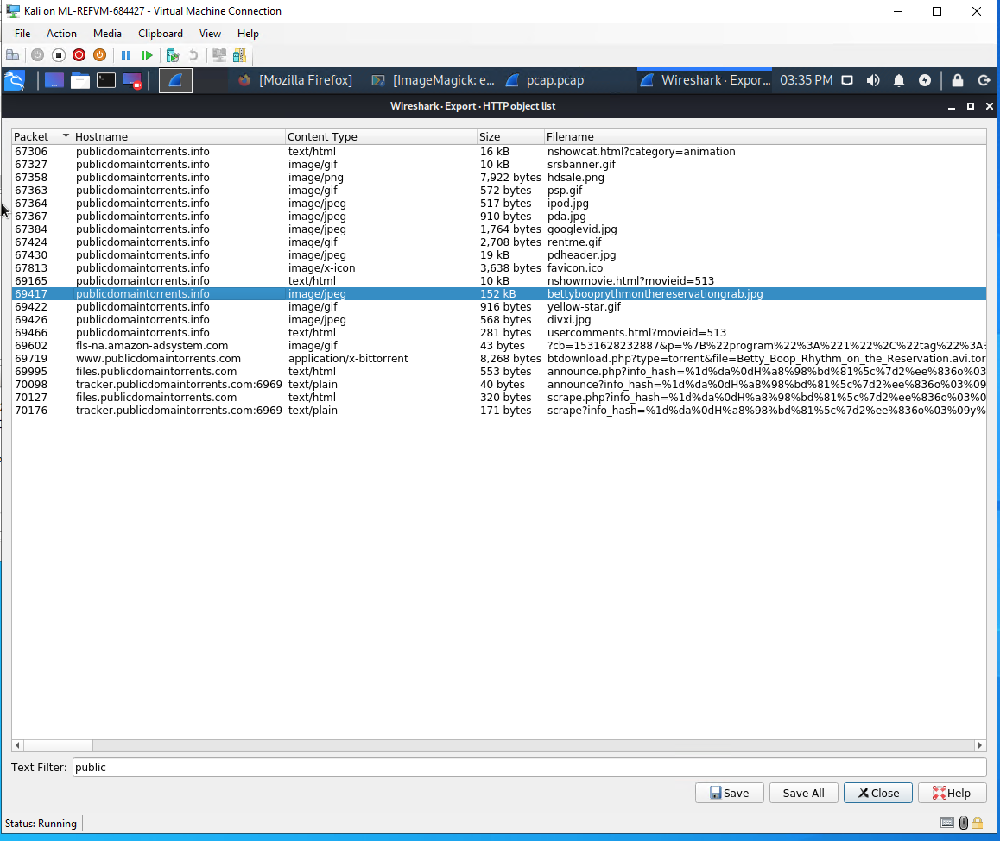 Kali on ML-REFVM-684427 - Virtual Machine Connection
File Action Media Clipboard View Help
[Mozilla Firefox] [ImageMagick: e... pcap.pcap Wireshark · Expor... 03:35 PM
Wireshark · Export · HTTP object list
Packet Hostname Content Type Size Filename
67306 publicdomaintorrents.info text/html 16 kB nshowcat.html?category=animation
67327 publicdomaintorrents.info image/gif 10 kB srsbanner.gif
67358 publicdomaintorrents.info image/png 7,922 bytes hdsale.png
67363 publicdomaintorrents.info image/gif 572 bytes psp.gif
67364 publicdomaintorrents.info image/jpeg 517 bytes ipod.jpg
67367 publicdomaintorrents.info image/jpeg 910 bytes pda.jpg
67384 publicdomaintorrents.info image/jpeg 1,764 bytes googlevid.jpg
67424 publicdomaintorrents.info image/gif 2,708 bytes rentme.gif
67430 publicdomaintorrents.info image/jpeg 19 kB pdheader.jpg
67813 publicdomaintorrents.info image/x-icon 3,638 bytes favicon.ico
69165 publicdomaintorrents.info text/html 10 kB nshowmovie.html?movieid=513
69417 publicdomaintorrents.info image/jpeg 152 kB bettybooprythmonthereservationgrab.jpg
69422 publicdomaintorrents.info image/gif 916 bytes yellow-star.gif
69426 publicdomaintorrents.info image/jpeg 568 bytes divxi.jpg
69466 publicdomaintorrents.info text/html 281 bytes usercomments.html?movieid=513
69602 fls-na.amazon-adsystem.com image/gif 43 bytes ?cb=1531628232887&p=%7B%22program%22%3A%221%22%2C%22tag%22%3A%
69719 www.publicdomaintorrents.com application/x-bittorrent 8,268 bytes btdownload.php?type=torrent&file=Betty_Boop_Rhythm_on_the_Reservation.avi.tor
69995 files.publicdomaintorrents.com text/html 553 bytes announce.php?info_hash=%1d%da%0dH%a8%98%bd%81%5c%7d2%ee%836o%03
70098 tracker.publicdomaintorrents.com:6969 text/plain 40 bytes announce?info_hash=%1d%da%0dH%a8%98%bd%81%5c%7d2%ee%836o%03%09
70127 files.publicdomaintorrents.com text/html 320 bytes scrape.php?info_hash=%1d%da%0dH%a8%98%bd%81%5c%7d2%ee%836o%03%0
70176 tracker.publicdomaintorrents.com:6969 text/plain 171 bytes scrape?info_hash=%1d%da%0dH%a8%98%bd%81%5c%7d2%ee%836o%03%09y%
Text Filter: public
Save Save All Close Help
Status: Running